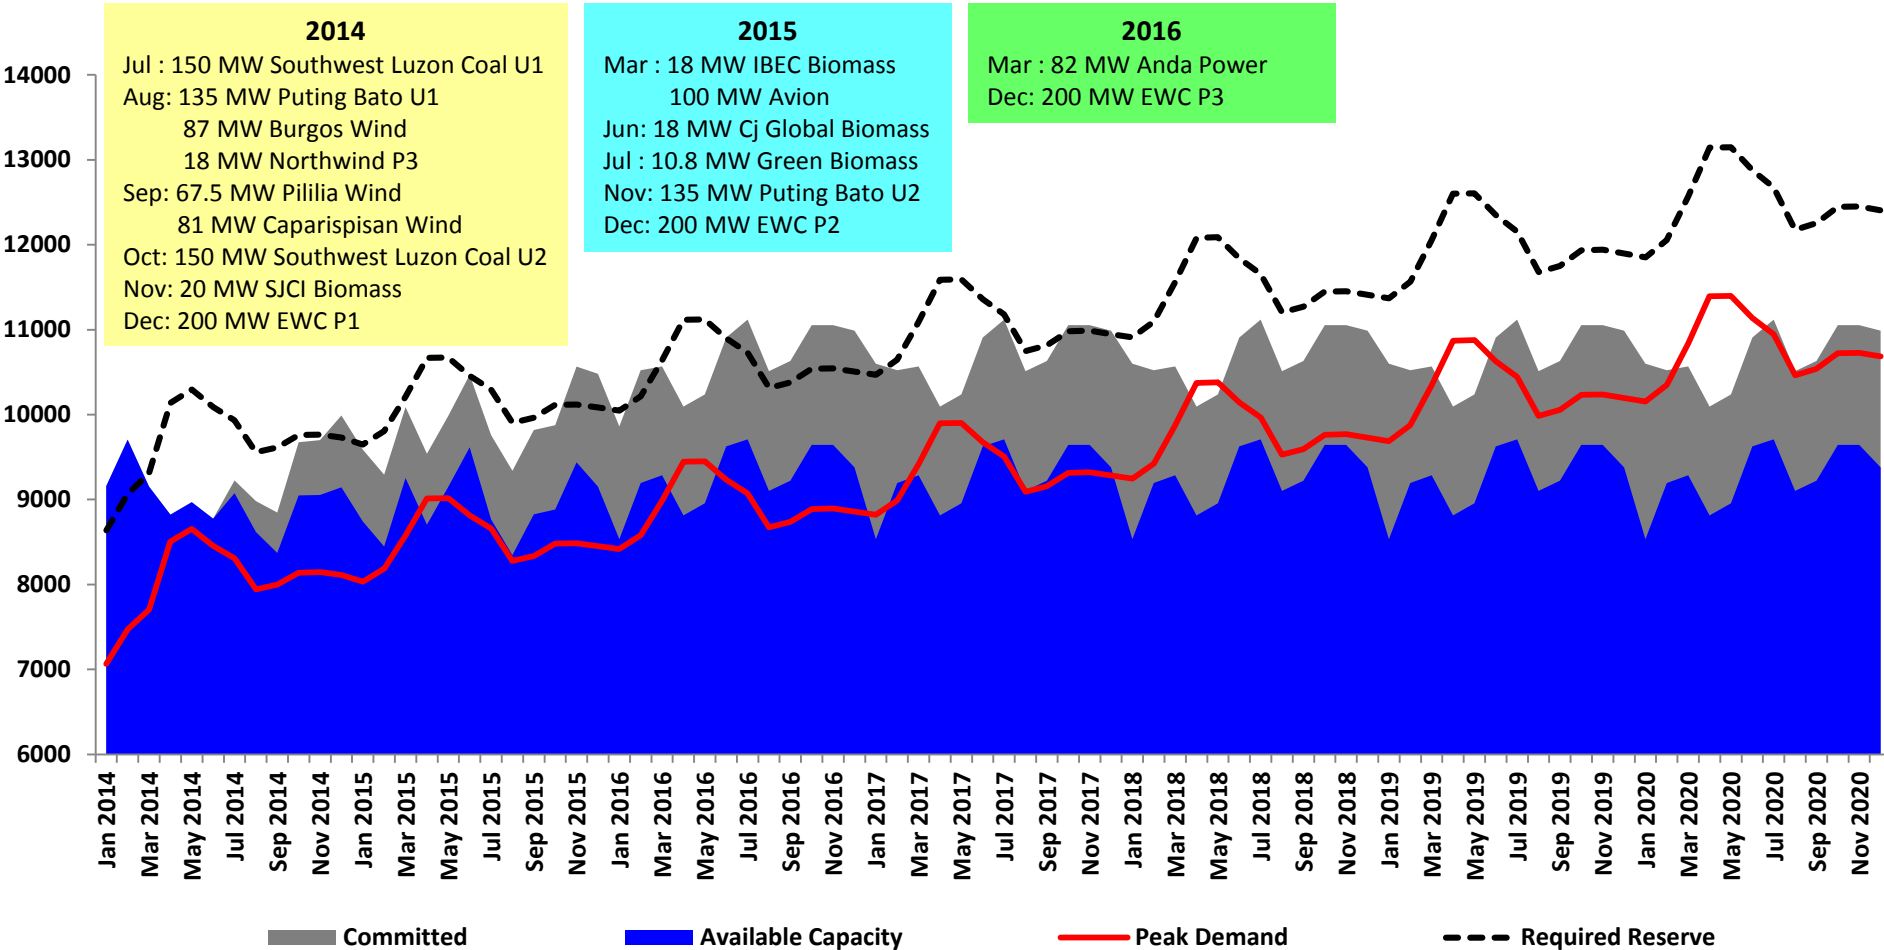 2014
Jul : 150 MW Southwest Luzon Coal U1
Aug: 135 MW Puting Bato U1
87 MW Burgos Wind
18 MW Northwind P3
Sep: 67.5 MW Pililia Wind
81 MW Caparispisan Wind
Oct: 150 MW Southwest Luzon Coal U2
Nov: 20 MW SJCI Biomass
Dec: 200 MW EWC P1
2015
Mar : 18 MW IBEC Biomass
100 MW Avion
Jun: 18 MW Cj Global Biomass
Jul : 10.8 MW Green Biomass
Nov: 135 MW Puting Bato U2
Dec: 200 MW EWC P2
2016
Mar : 82 MW Anda Power
Dec: 200 MW EWC P3
14000
13000
12000
11000
10000
9000
8000
7000
6000
Jan 2014
Mar 2014
May 2014
Jul 2014
Sep 2014
Nov 2014
Jan 2015
Mar 2015
May 2015
Jul 2015
Sep 2015
Nov 2015
Jan 2016
Mar 2016
May 2016
Jul 2016
Sep 2016
Nov 2016
Jan 2017
Mar 2017
May 2017
Jul 2017
Sep 2017
Nov 2017
Jan 2018
Mar 2018
May 2018
Jul 2018
Sep 2018
Nov 2018
Jan 2019
Mar 2019
May 2019
Jul 2019
Sep 2019
Nov 2019
Jan 2020
Mar 2020
May 2020
Jul 2020
Sep 2020
Nov 2020
Committed
Available Capacity
Peak Demand
Required Reserve